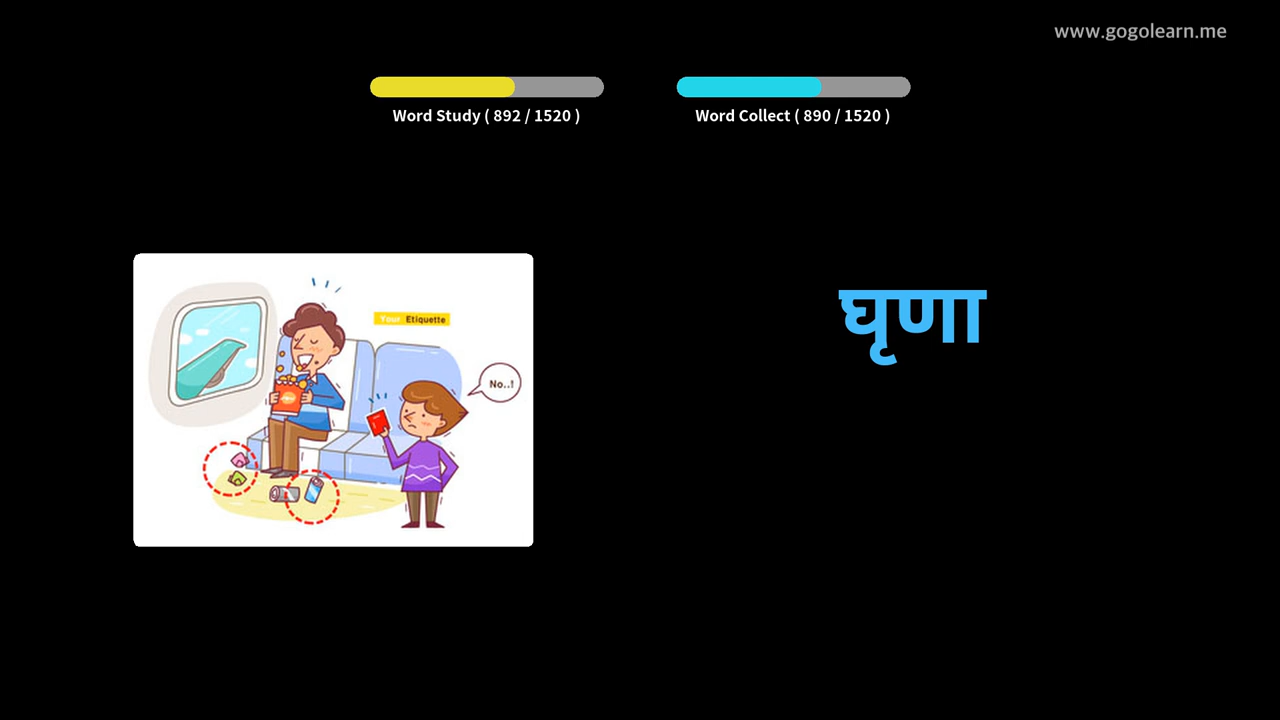 www.gogolearn.me
Word Study ( 892 / 1520 )
Word Collect ( 890 / 1520 )
Your Etiquette
No..!
घृणा